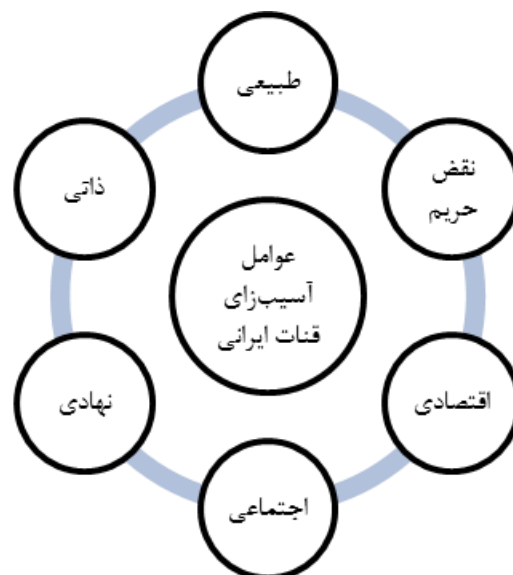 طبیعی
نقض
حریم
ذاتی
عوامل
آسیب‌زای
قنات ایرانی
اقتصادی
نهادی
اجتماعی